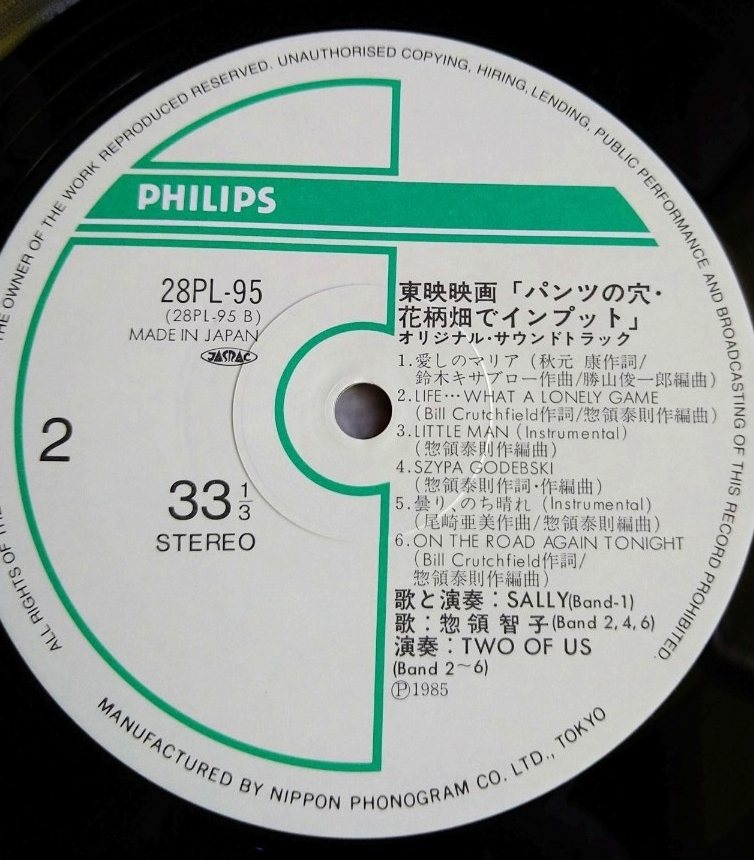 ALL RIGHTS OF THE
THE OWNER OF THE WORK REPRODUCED RESERVED. UNAUTHORISED COPYING, HIRING, LENDING, PUBLIC PERFORMANCE AND BROADCASTING OF THIS RECORD PROHIBITED.
PHILIPS
28PL-95
(28PL-95 B)
MADE IN JAPAN
JASRAC
2
33 1/3
STEREO
東映映画「パンツの穴・
花柄畑でインプット」
オリジナル・サウンドトラック
1.愛しのマリア(秋元 康作詞/
鈴木キサブロー作曲/勝山俊一郎編曲)
2.LIFE…WHAT A LONELY GAME
(Bill Crutchfield作詞/惣領泰則作編曲)
3.LITTLE MAN (Instrumental)
(惣領泰則作編曲)
4.SZYPA GODEBSKI
(惣領泰則作詞・作編曲)
5.曇り、のち晴れ (Instrumental)
(尾崎亜美作曲/惣領泰則編曲)
6.ON THE ROAD AGAIN TONIGHT
(Bill Crutchfield作詞/
惣領泰則作編曲)
歌と演奏:SALLY(Band-1)
歌:惣領智子(Band 2,4,6)
演奏:TWO OF US
(Band 2~6)
Ⓟ1985
MANUFACTURED BY NIPPON PHONOGRAM CO. LTD., TOKYO